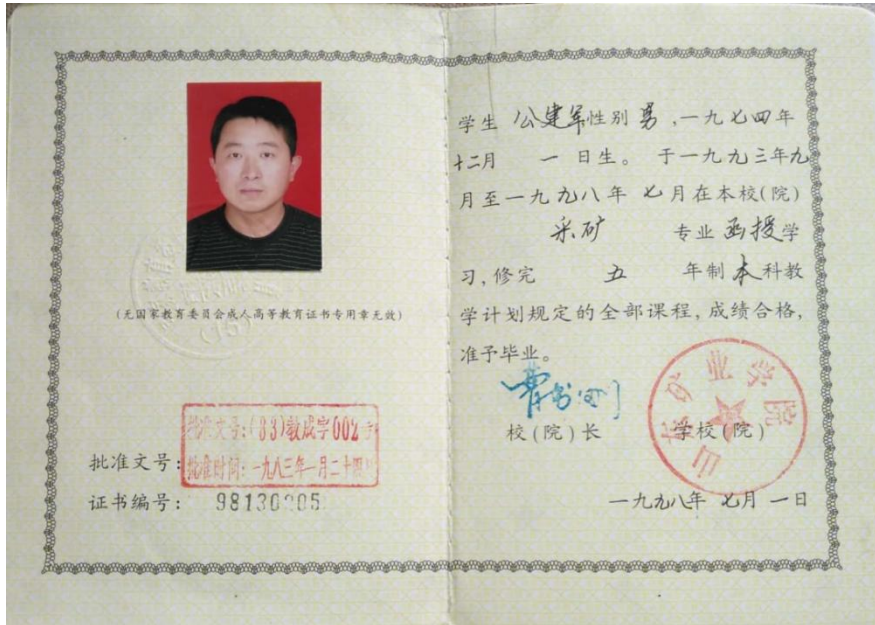 (无国家教育委员会成人高等教育证书专用章无效)
批准文号:(83)教成字002号
批准文号:
批准时间:一九八三年一月二十四日
证书编号: 98130205
学生 公建军性别 男 ,一九七四年
十二月 一 日生。 于一九九三年九
月至一九九八年 七月在本校(院)
采矿 专业 函授学
习,修完 五 年制 本 科教
学计划规定的全部课程,成绩合格,
准予毕业。
校(院)长 学校(院)
山 矿业学院
一九九八年 七月 一日